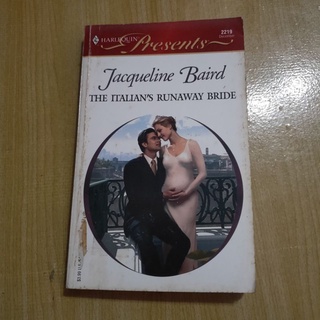 HARLEQUIN
Presents
2219
Jacqueline Baird
THE ITALIAN'S RUNAWAY BRIDE